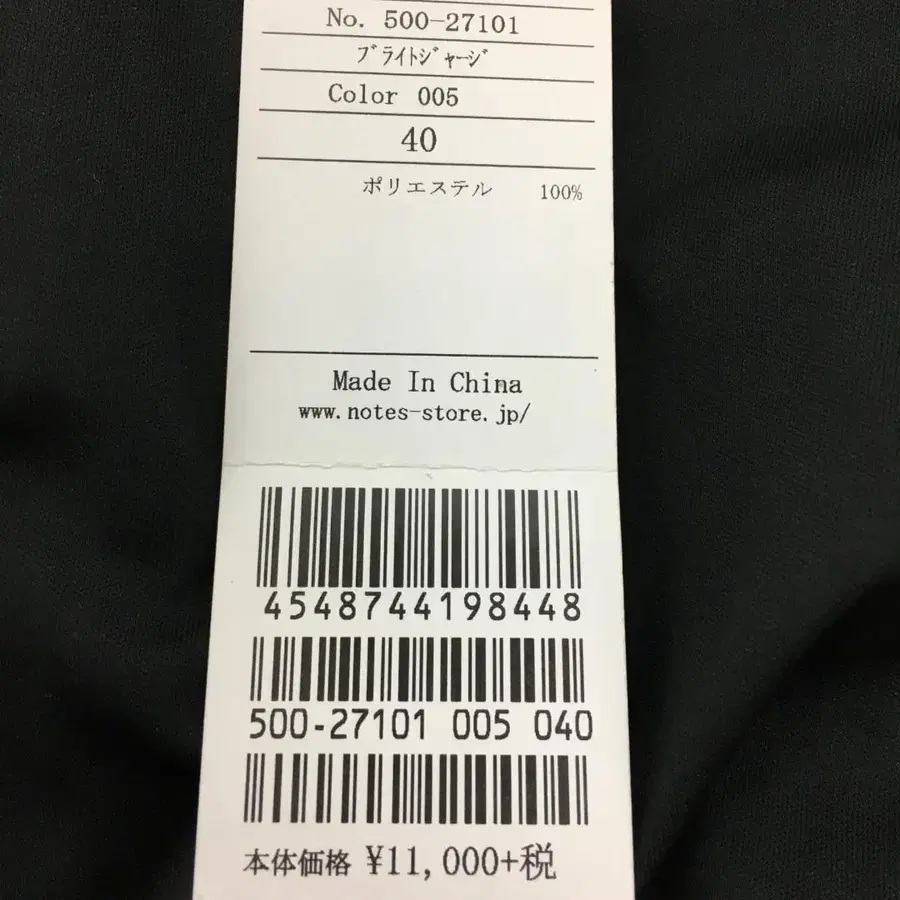 No. 500-27101
ﾌﾞﾗｲﾄｼﾞｬｰｼﾞ
Color 005
40
ポリエステル 100%
Made In China
www.notes-store.jp/
4548744198448
500-27101 005 040
本体価格 ¥11,000+税